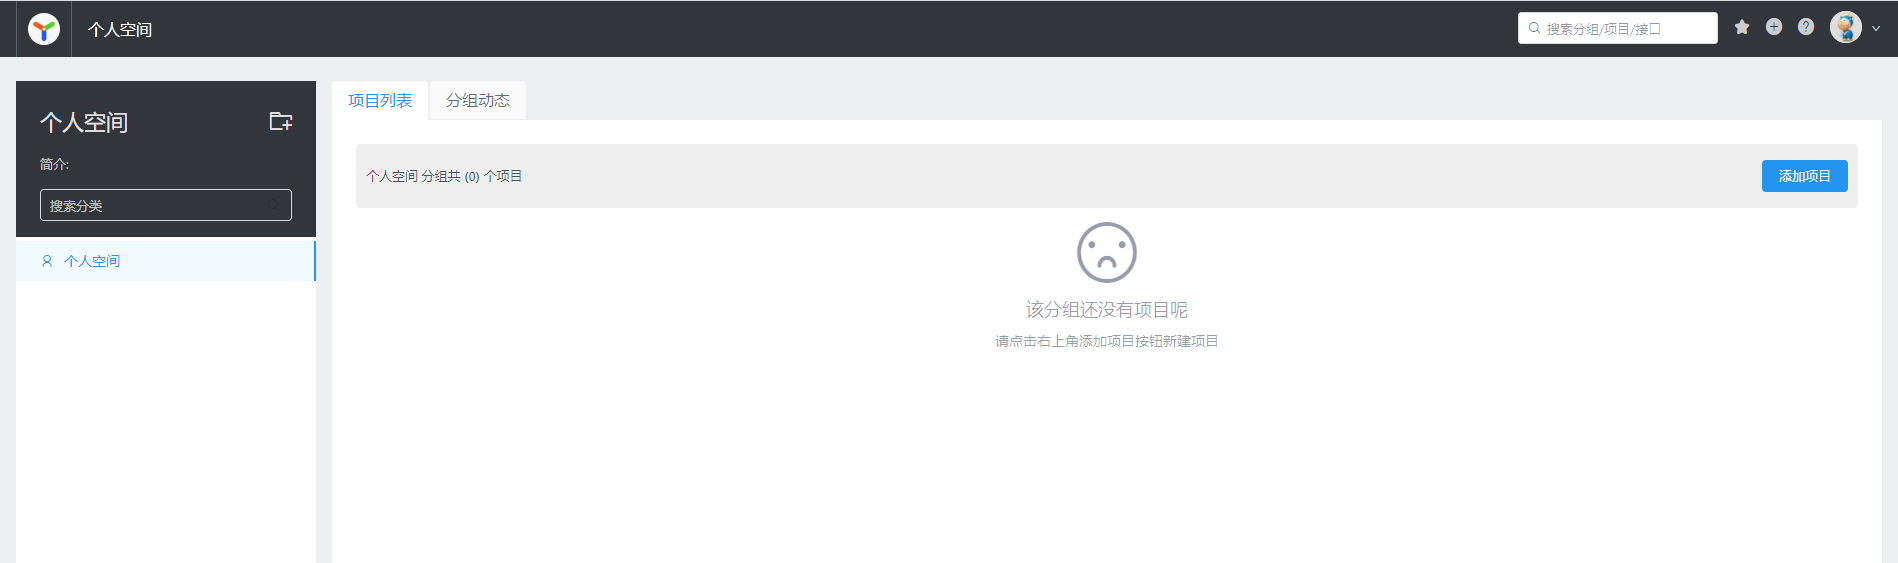 个人空间
搜索分组/项目/接口
个人空间
简介:
搜索分类
个人空间
项目列表
分组动态
个人空间 分组共 (0) 个项目
添加项目
该分组还没有项目呢
请点击右上角添加项目按钮新建项目